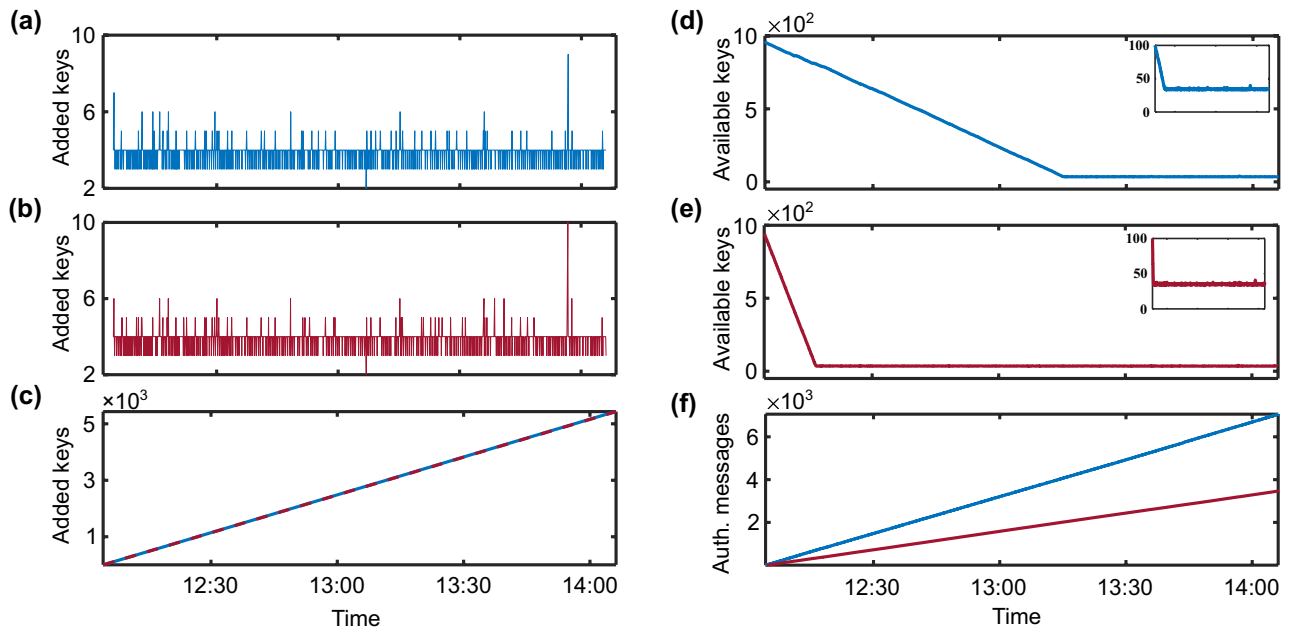 (a)
Added keys
10
6
2
(b)
Added keys
10
6
2
(c)
×10³
Added keys
5
3
1
12:30 13:00 13:30 14:00
Time
(d)
×10²
Available keys
10
5
0
100
50
0
(e)
×10²
Available keys
10
5
0
100
50
0
(f)
×10³
Auth. messages
6
4
2
12:30 13:00 13:30 14:00
Time